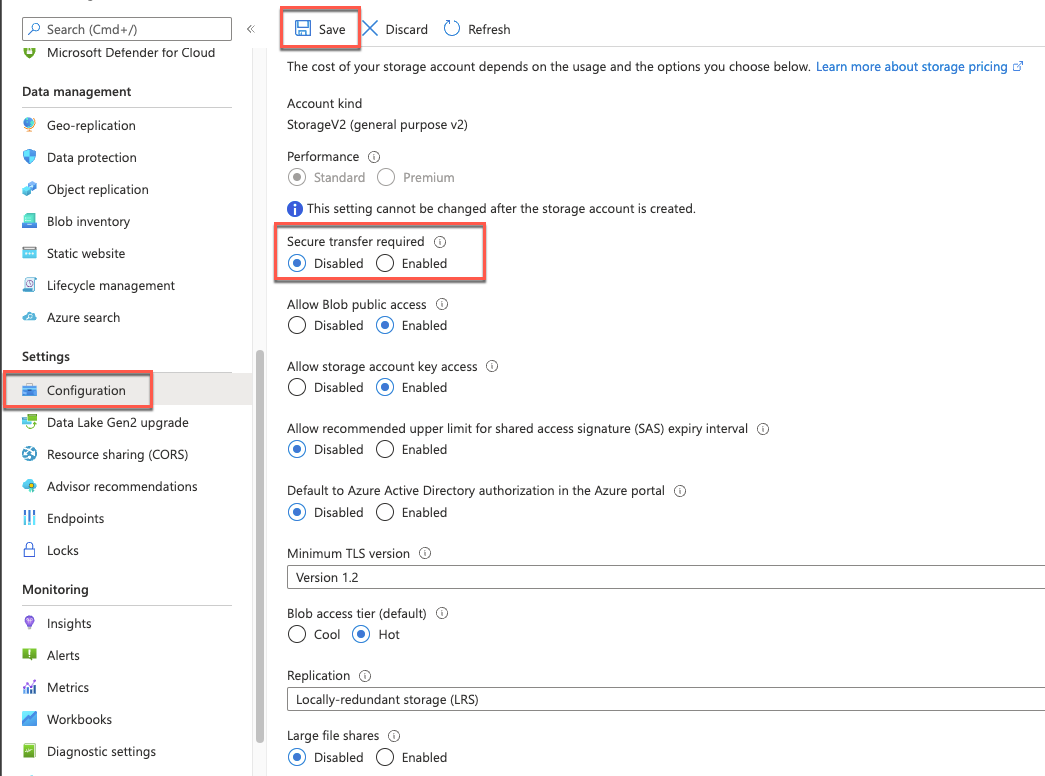 Search (Cmd+/)
«
Microsoft Defender for Cloud
Data management
Geo-replication
Data protection
Object replication
Blob inventory
Static website
Lifecycle management
Azure search
Settings
Configuration
Data Lake Gen2 upgrade
Resource sharing (CORS)
Advisor recommendations
Endpoints
Locks
Monitoring
Insights
Alerts
Metrics
Workbooks
Diagnostic settings
Save Discard Refresh
The cost of your storage account depends on the usage and the options you choose below. Learn more about storage pricing
Account kind
StorageV2 (general purpose v2)
Performance
Standard Premium
This setting cannot be changed after the storage account is created.
Secure transfer required
Disabled Enabled
Allow Blob public access
Disabled Enabled
Allow storage account key access
Disabled Enabled
Allow recommended upper limit for shared access signature (SAS) expiry interval
Disabled Enabled
Default to Azure Active Directory authorization in the Azure portal
Disabled Enabled
Minimum TLS version
Version 1.2
Blob access tier (default)
Cool Hot
Replication
Locally-redundant storage (LRS)
Large file shares
Disabled Enabled